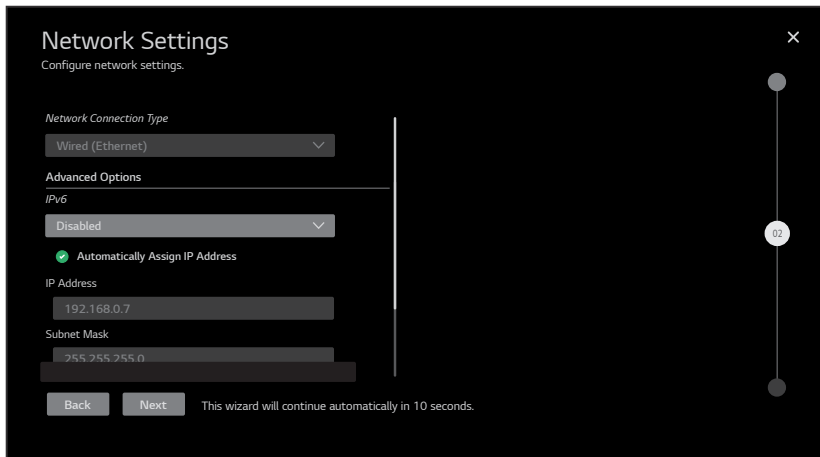 Network Settings
Configure network settings.
Network Connection Type
Wired (Ethernet)
Advanced Options
IPv6
Disabled
Automatically Assign IP Address
IP Address
192.168.0.7
Subnet Mask
255.255.255.0
Back
Next
This wizard will continue automatically in 10 seconds.
02